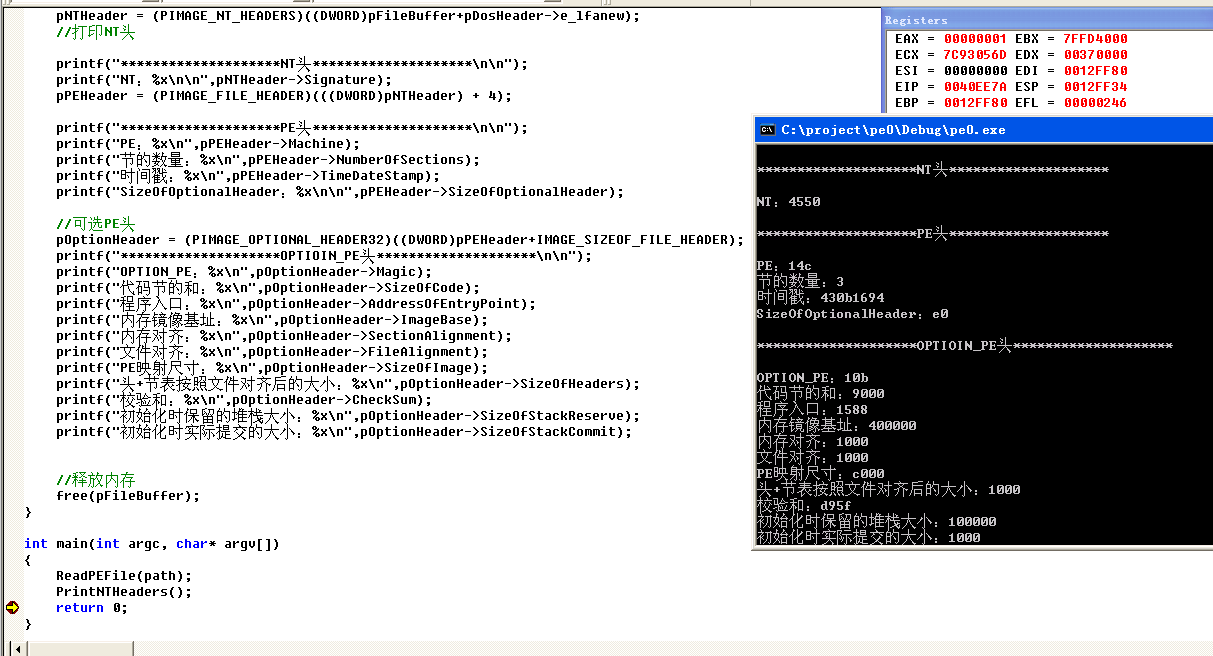 pNTHeader = (PIMAGE_NT_HEADERS)((DWORD)pFileBuffer+pDosHeader->e_lfanew);
//打印NT头
printf("********************NT头********************\n\n");
printf("NT：%x\n\n",pNTHeader->Signature);
pPEHeader = (PIMAGE_FILE_HEADER)(((DWORD)pNTHeader) + 4);
printf("********************PE头********************\n\n");
printf("PE：%x\n",pPEHeader->Machine);
printf("节的数量：%x\n",pPEHeader->NumberOfSections);
printf("时间戳：%x\n",pPEHeader->TimeDateStamp);
printf("SizeOfOptionalHeader：%x\n\n",pPEHeader->SizeOfOptionalHeader);
//可选PE头
pOptionHeader = (PIMAGE_OPTIONAL_HEADER32)((DWORD)pPEHeader+IMAGE_SIZEOF_FILE_HEADER);
printf("********************OPTIOIN_PE头********************\n\n");
printf("OPTION_PE：%x\n",pOptionHeader->Magic);
printf("代码节的和：%x\n",pOptionHeader->SizeOfCode);
printf("程序入口：%x\n",pOptionHeader->AddressOfEntryPoint);
printf("内存镜像基址：%x\n",pOptionHeader->ImageBase);
printf("内存对齐：%x\n",pOptionHeader->SectionAlignment);
printf("文件对齐：%x\n",pOptionHeader->FileAlignment);
printf("PE映射尺寸：%x\n",pOptionHeader->SizeOfImage);
printf("头+节表按照文件对齐后的大小：%x\n",pOptionHeader->SizeOfHeaders);
printf("校验和：%x\n",pOptionHeader->CheckSum);
printf("初始化时保留的堆栈大小：%x\n",pOptionHeader->SizeOfStackReserve);
printf("初始化时实际提交的大小：%x\n",pOptionHeader->SizeOfStackCommit);
//释放内存
free(pFileBuffer);
}
int main(int argc, char* argv[])
{
ReadPEFile(path);
PrintNTHeaders();
return 0;
}
Registers
EAX = 00000001 EBX = 7FFD4000
ECX = 7C93056D EDX = 00370000
ESI = 00000000 EDI = 0012FF80
EIP = 0040EE7A ESP = 0012FF34
EBP = 0012FF80 EFL = 00000246
C:\project\pe0\Debug\pe0.exe
********************NT头********************
NT：4550
********************PE头********************
PE：14c
节的数量：3
时间戳：430b1694
SizeOfOptionalHeader：e0
********************OPTIOIN_PE头********************
OPTION_PE：10b
代码节的和：9000
程序入口：1588
内存镜像基址：400000
内存对齐：1000
文件对齐：1000
PE映射尺寸：c000
头+节表按照文件对齐后的大小：1000
校验和：d95f
初始化时保留的堆栈大小：100000
初始化时实际提交的大小：1000